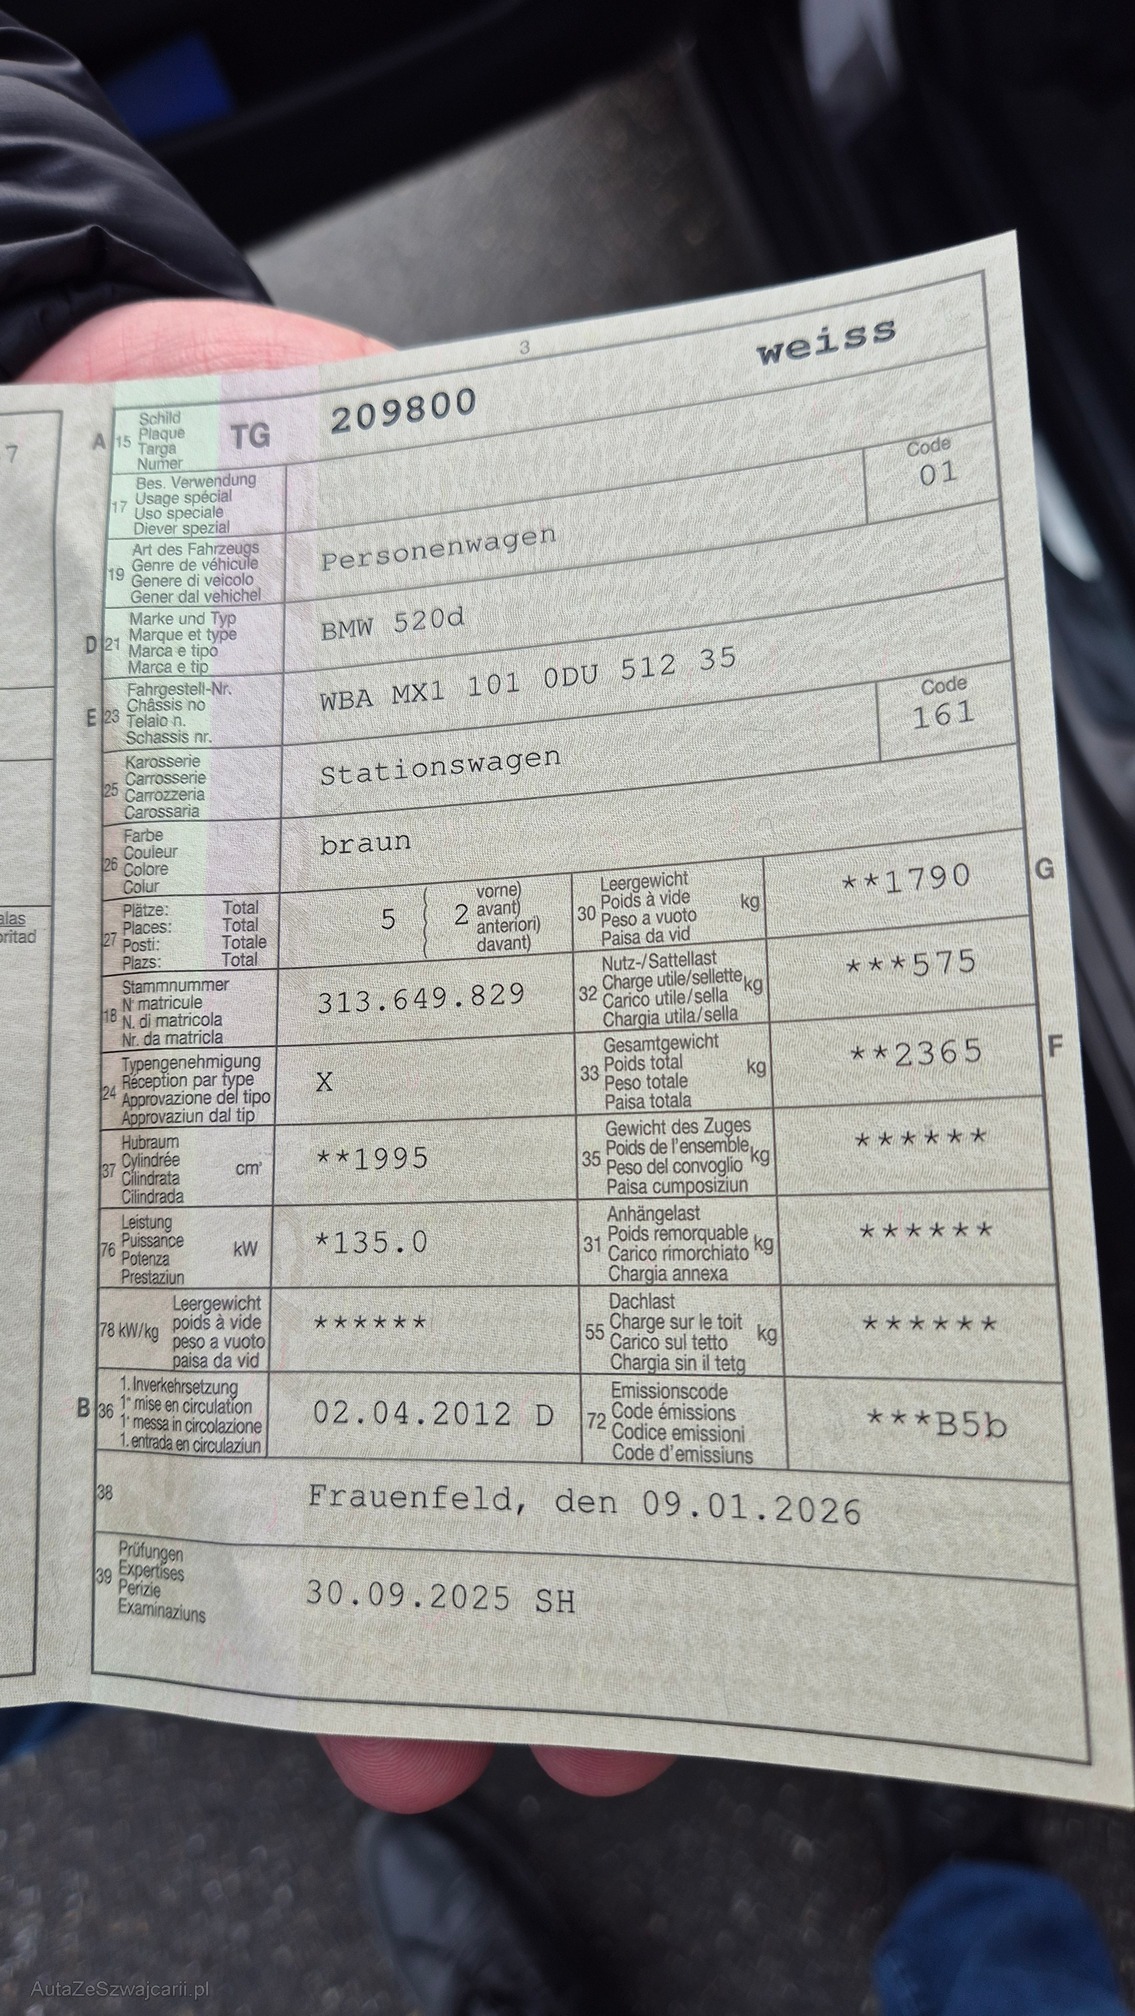 3
7
A 15 Schild
Plaque
Targa
Numer
TG 209800 weiss
17 Bes. Verwendung
Usage spécial
Uso speciale
Diever spezial
19 Art des Fahrzeugs
Genre de véhicule
Genere di veicolo
Gener dal vehichel
Personenwagen
Code
01
D 21 Marke und Typ
Marque et type
Marca e tipo
Marca e tip
BMW 520d
E 23 Fahrgestell-Nr.
Châssis no
Telaio n.
Schassis nr.
WBA MX1 101 0DU 512 35
25 Karosserie
Carrosserie
Carrozzeria
Carossaria
Stationswagen
Code
161
26 Farbe
Couleur
Colore
Colur
braun
27 Plätze: Total
Places: Total
Posti: Totale
Plazs: Total
5 ( 2 vorne)
avant)
anteriori)
davant)
30 Leergewicht
Poids à vide
Peso a vuoto
Paisa da vid
kg **1790 G
alas
oritad
18 Stammnummer
N° matricule
N. di matricola
Nr. da matricla
313.649.829
32 Nutz-/Sattellast
Charge utile/sellette
Carico utile/sella
Chargia utila/sella
kg ***575
24 Typengenehmigung
Réception par type
Approvazione del tipo
Approvaziun dal tip
X
33 Gesamtgewicht
Poids total
Peso totale
Paisa totala
kg **2365 F
37 Hubraum
Cylindrée
Cilindrata
Cilindrada
cm³ **1995
35 Gewicht des Zuges
Poids de l'ensemble
Peso del convoglio
Paisa cumposiziun
kg ******
76 Leistung
Puissance
Potenza
Prestaziun
kW *135.0
31 Anhängelast
Poids remorquable
Carico rimorchiato
Chargia annexa
kg ******
78 kW/kg Leergewicht
poids à vide
peso a vuoto
paisa da vid
******
55 Dachlast
Charge sur le toit
Carico sul tetto
Chargia sin il tetg
kg ******
B 36 1. Inverkehrsetzung
1re mise en circulation
1a messa in circolazione
1. entrada en circulaziun
02.04.2012 D
72 Emissionscode
Code émissions
Codice emissioni
Code d'emissiuns
***B5b
38 Frauenfeld, den 09.01.2026
39 Prüfungen
Expertises
Perizie
Examinaziuns
30.09.2025 SH
AutaZeSzwajcarii.pl